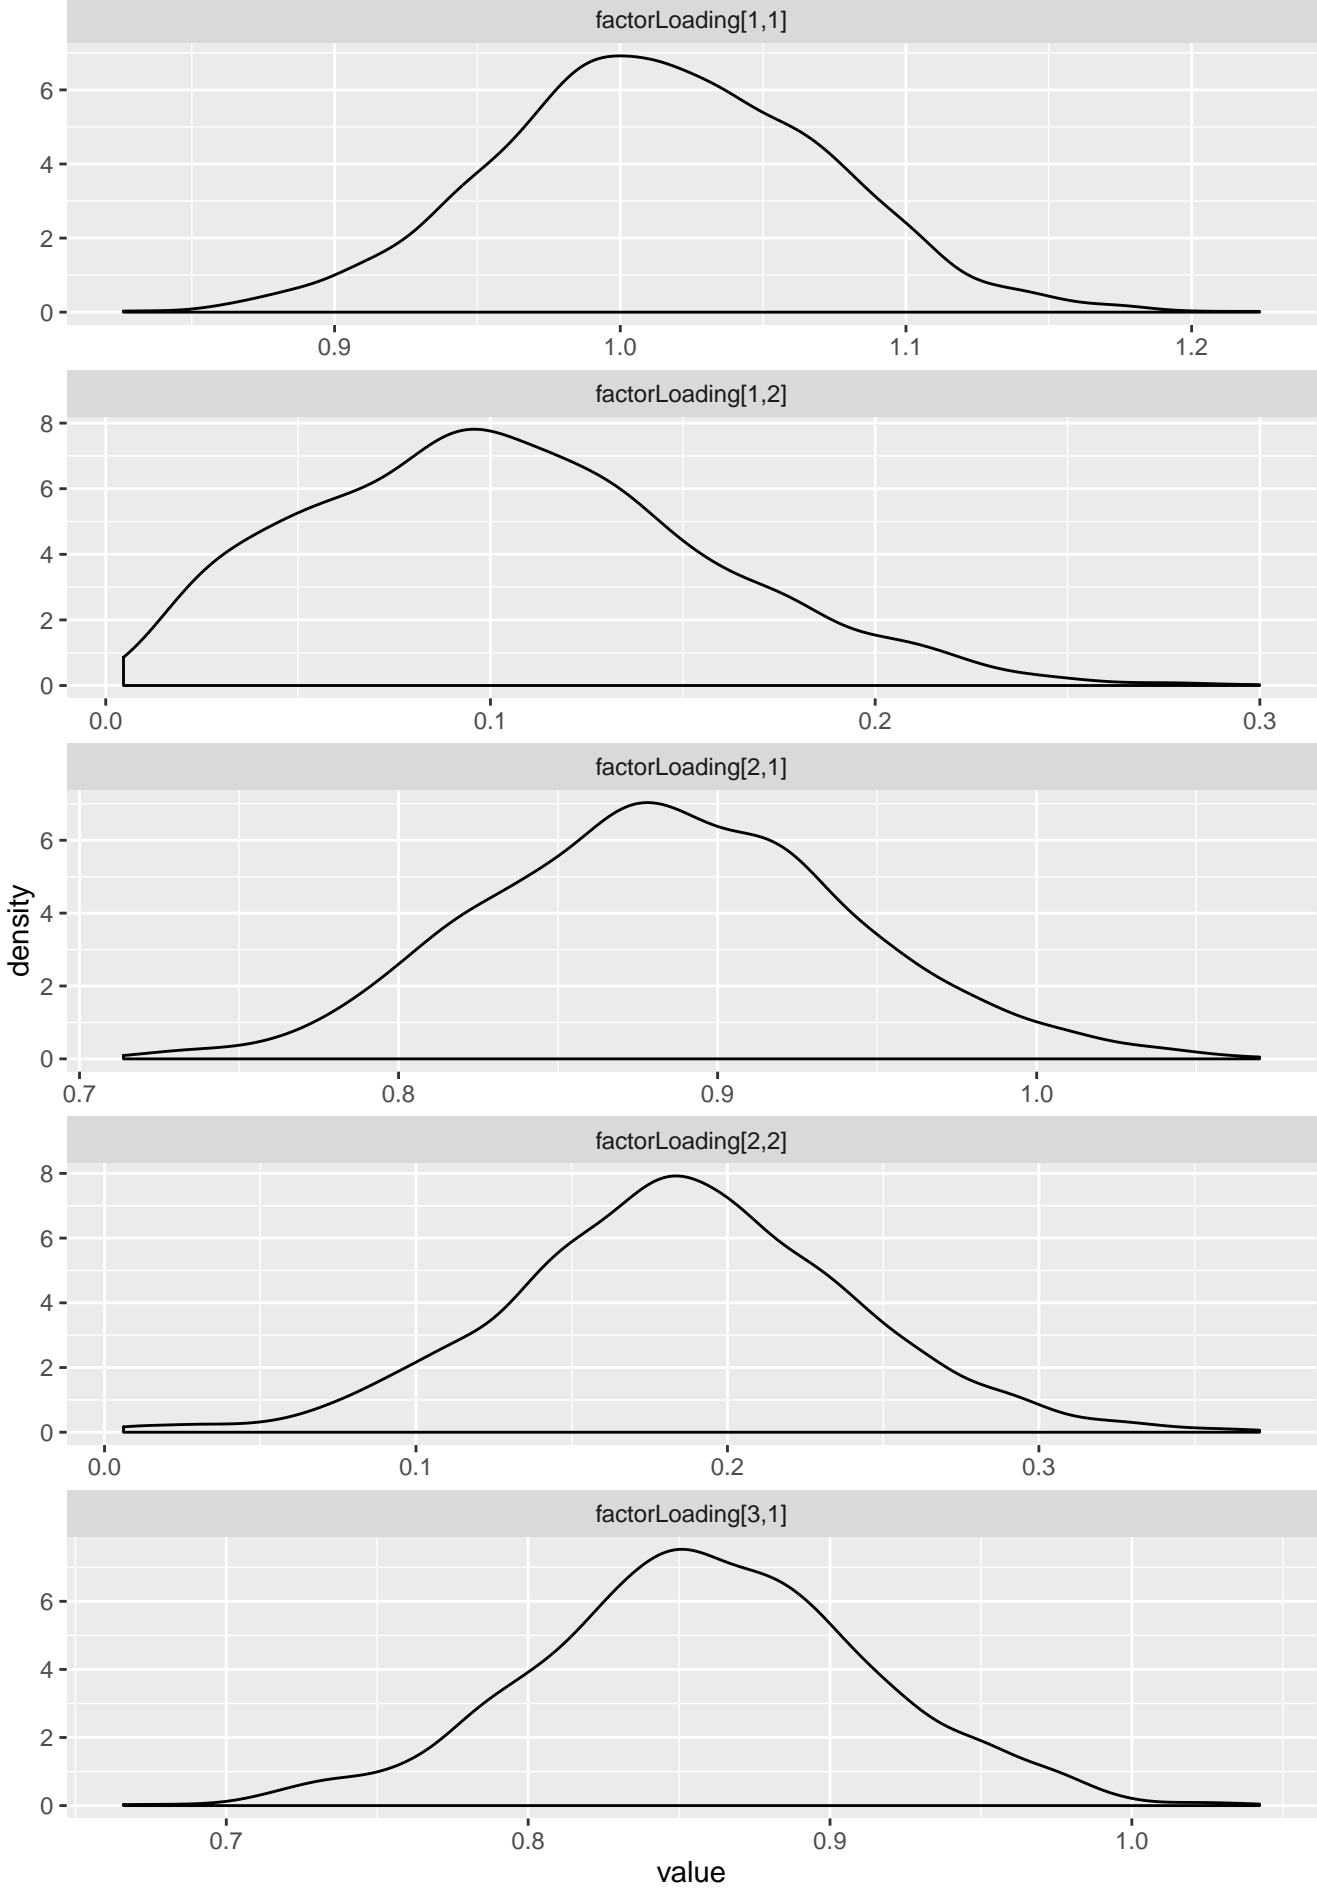 factorLoading[1,1]
6
4
2
0
0.9 1.0 1.1 1.2
factorLoading[1,2]
8
6
4
2
0
0.0 0.1 0.2 0.3
factorLoading[2,1]
6
4
2
0
0.7 0.8 0.9 1.0
density
factorLoading[2,2]
8
6
4
2
0
0.0 0.1 0.2 0.3
factorLoading[3,1]
6
4
2
0
0.7 0.8 0.9 1.0
value